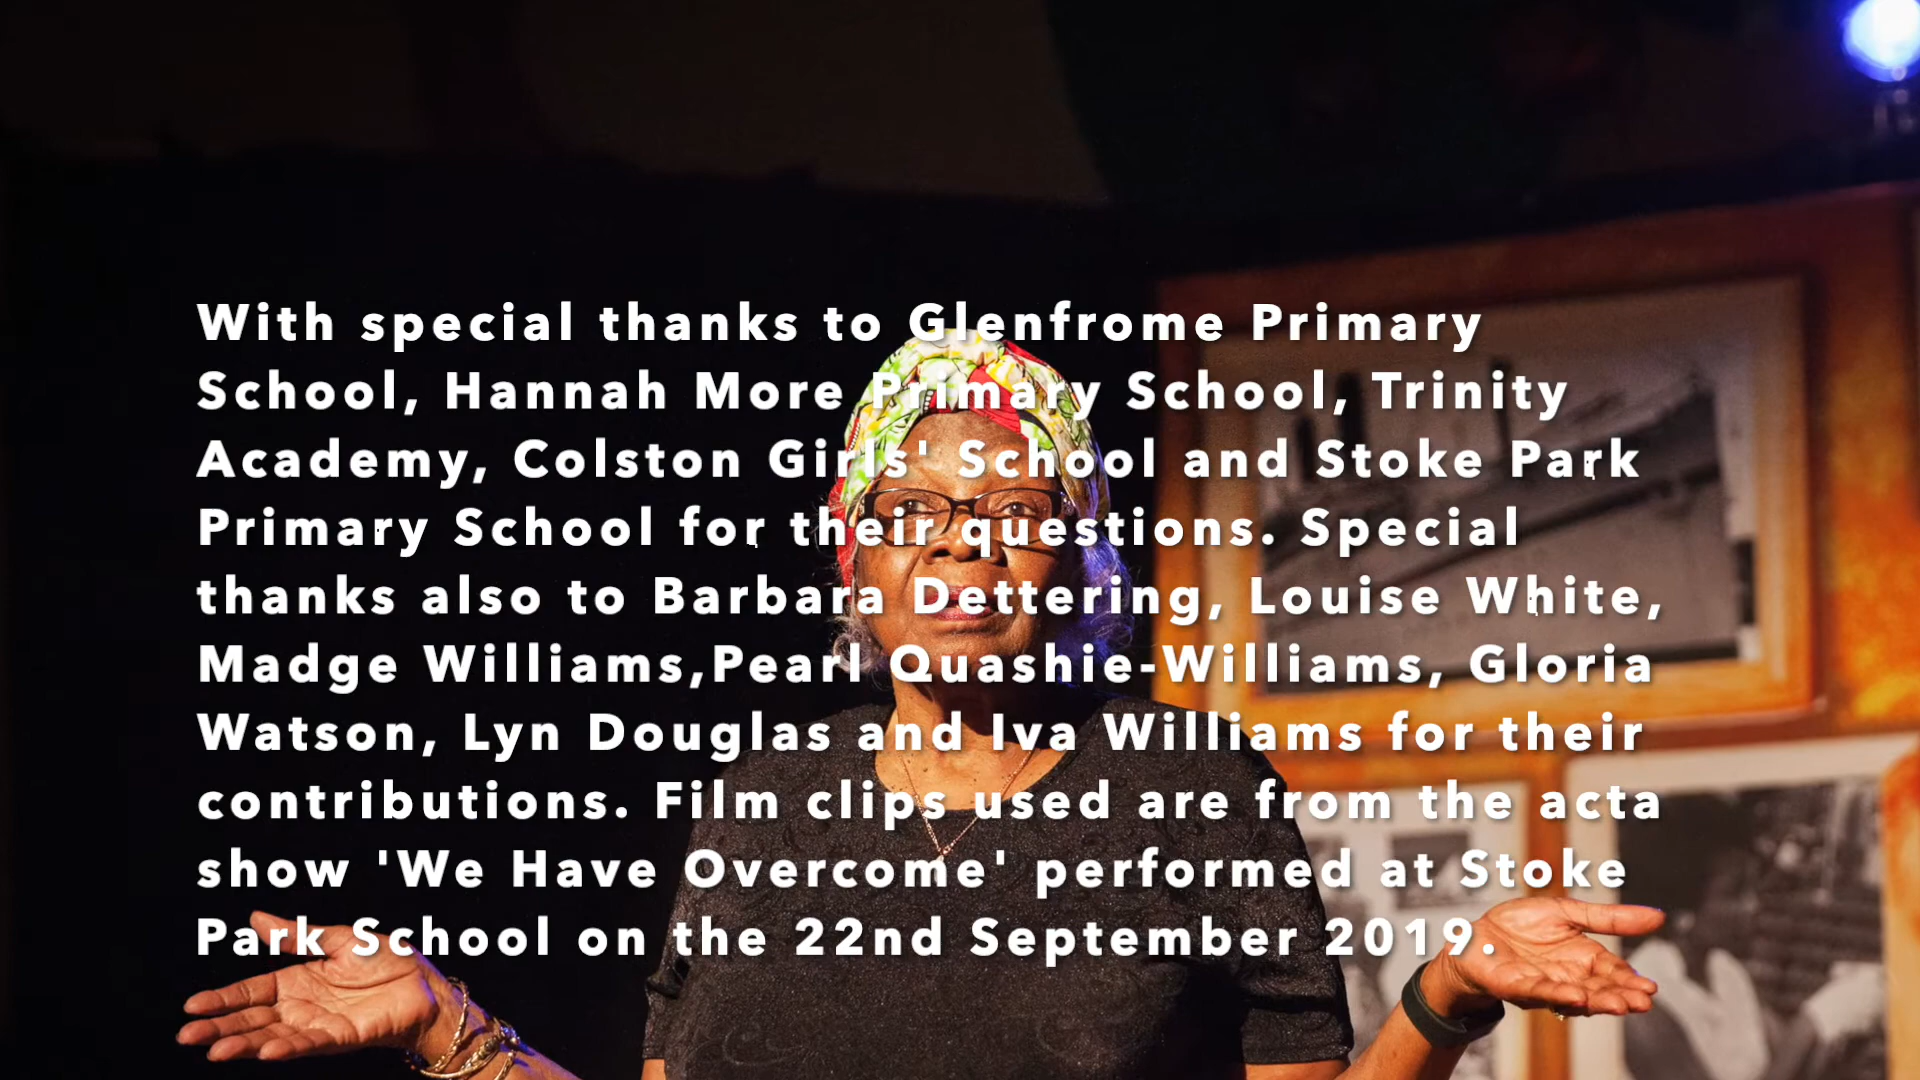 With special thanks to Glenfrome Primary
School, Hannah More Primary School, Trinity
Academy, Colston Girls' School and Stoke Park
Primary School for their questions. Special
thanks also to Barbara Dettering, Louise White,
Madge Williams,Pearl Quashie-Williams, Gloria
Watson, Lyn Douglas and Iva Williams for their
contributions. Film clips used are from the acta
show 'We Have Overcome' performed at Stoke
Park School on the 22nd September 2019.